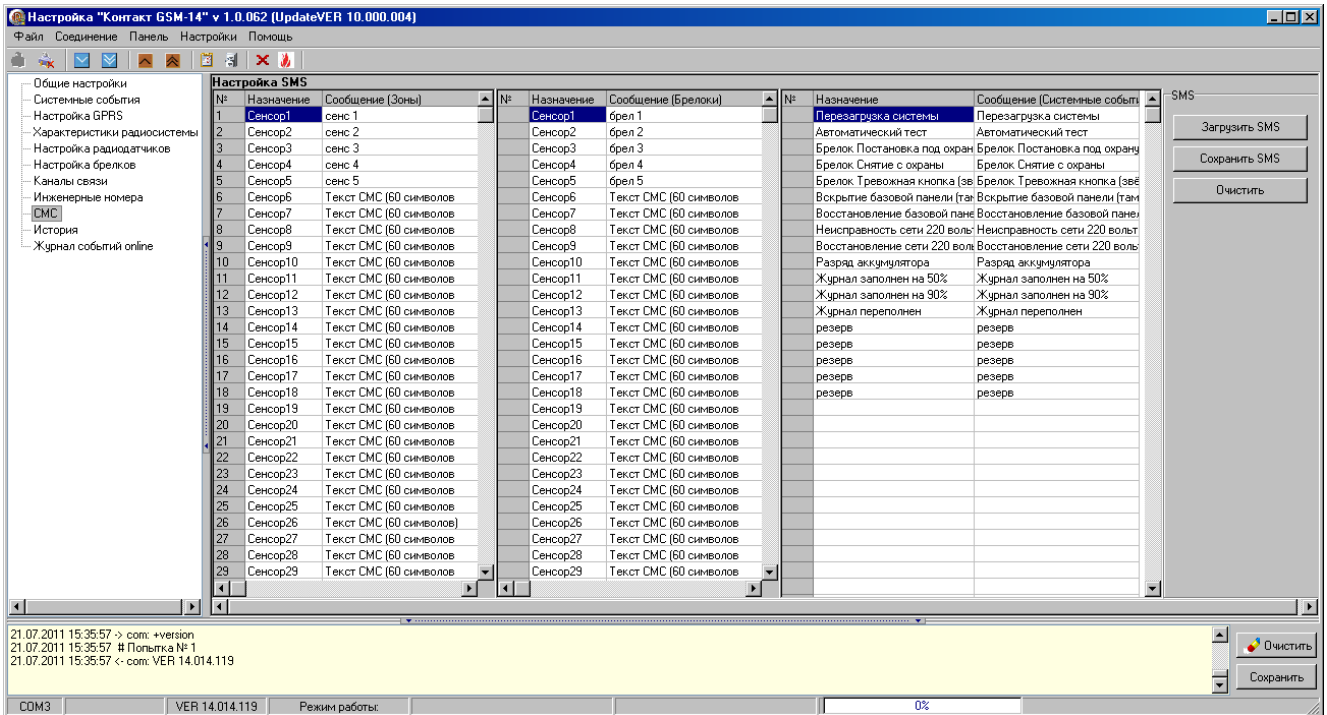 Настройка "Контакт GSM-14" v 1.0.062 (UpdateVER 10.000.004)
Файл Соединение Панель Настройки Помощь
Общие настройки
Системные события
Настройка GPRS
Характеристики радиосистемы
Настройка радиодатчиков
Настройка брелков
Каналы связи
Инженерные номера
СМС
История
Журнал событий online
Настройка SMS
№ Назначение Сообщение (Зоны)
1 Сенсор1 сенс 1
2 Сенсор2 сенс 2
3 Сенсор3 сенс 3
4 Сенсор4 сенс 4
5 Сенсор5 сенс 5
6 Сенсор6 Текст СМС (60 символов
7 Сенсор7 Текст СМС (60 символов
8 Сенсор8 Текст СМС (60 символов
9 Сенсор9 Текст СМС (60 символов
10 Сенсор10 Текст СМС (60 символов
11 Сенсор11 Текст СМС (60 символов
12 Сенсор12 Текст СМС (60 символов
13 Сенсор13 Текст СМС (60 символов
14 Сенсор14 Текст СМС (60 символов
15 Сенсор15 Текст СМС (60 символов
16 Сенсор16 Текст СМС (60 символов
17 Сенсор17 Текст СМС (60 символов
18 Сенсор18 Текст СМС (60 символов
19 Сенсор19 Текст СМС (60 символов
20 Сенсор20 Текст СМС (60 символов
21 Сенсор21 Текст СМС (60 символов
22 Сенсор22 Текст СМС (60 символов
23 Сенсор23 Текст СМС (60 символов
24 Сенсор24 Текст СМС (60 символов
25 Сенсор25 Текст СМС (60 символов
26 Сенсор26 Текст СМС (60 символов)
27 Сенсор27 Текст СМС (60 символов
28 Сенсор28 Текст СМС (60 символов
29 Сенсор29 Текст СМС (60 символов
№ Назначение Сообщение (Брелоки)
Сенсор1 брел 1
Сенсор2 брел 2
Сенсор3 брел 3
Сенсор4 брел 4
Сенсор5 брел 5
Сенсор6 Текст СМС (60 символов
Сенсор7 Текст СМС (60 символов
Сенсор8 Текст СМС (60 символов
Сенсор9 Текст СМС (60 символов
Сенсор10 Текст СМС (60 символов
Сенсор11 Текст СМС (60 символов
Сенсор12 Текст СМС (60 символов
Сенсор13 Текст СМС (60 символов
Сенсор14 Текст СМС (60 символов
Сенсор15 Текст СМС (60 символов
Сенсор16 Текст СМС (60 символов
Сенсор17 Текст СМС (60 символов
Сенсор18 Текст СМС (60 символов
Сенсор19 Текст СМС (60 символов
Сенсор20 Текст СМС (60 символов
Сенсор21 Текст СМС (60 символов
Сенсор22 Текст СМС (60 символов
Сенсор23 Текст СМС (60 символов
Сенсор24 Текст СМС (60 символов
Сенсор25 Текст СМС (60 символов
Сенсор26 Текст СМС (60 символов
Сенсор27 Текст СМС (60 символов
Сенсор28 Текст СМС (60 символов
Сенсор29 Текст СМС (60 символов
№ Назначение Сообщение (Системные событи
Перезагрузка системы Перезагрузка системы
Автоматический тест Автоматический тест
Брелок Постановка под охран Брелок Постановка под охрану
Брелок Снятие с охраны Брелок Снятие с охраны
Брелок Тревожная кнопка (зв Брелок Тревожная кнопка (звё
Вскрытие базовой панели (там Вскрытие базовой панели (там
Восстановление базовой пане Восстановление базовой пане
Неисправность сети 220 вольт Неисправность сети 220 вольт
Восстановление сети 220 воль Восстановление сети 220 воль
Разряд аккумулятора Разряд аккумулятора
Журнал заполнен на 50% Журнал заполнен на 50%
Журнал заполнен на 90% Журнал заполнен на 90%
Журнал переполнен Журнал переполнен
резерв резерв
резерв резерв
резерв резерв
резерв резерв
резерв резерв
SMS
Загрузить SMS
Сохранить SMS
Очистить
21.07.2011 15:35:57 -> com: +version
21.07.2011 15:35:57 # Попытка № 1
21.07.2011 15:35:57 <- com: VER 14.014.119
Очистить
Сохранить
COM3 VER 14.014.119 Режим работы: 0%